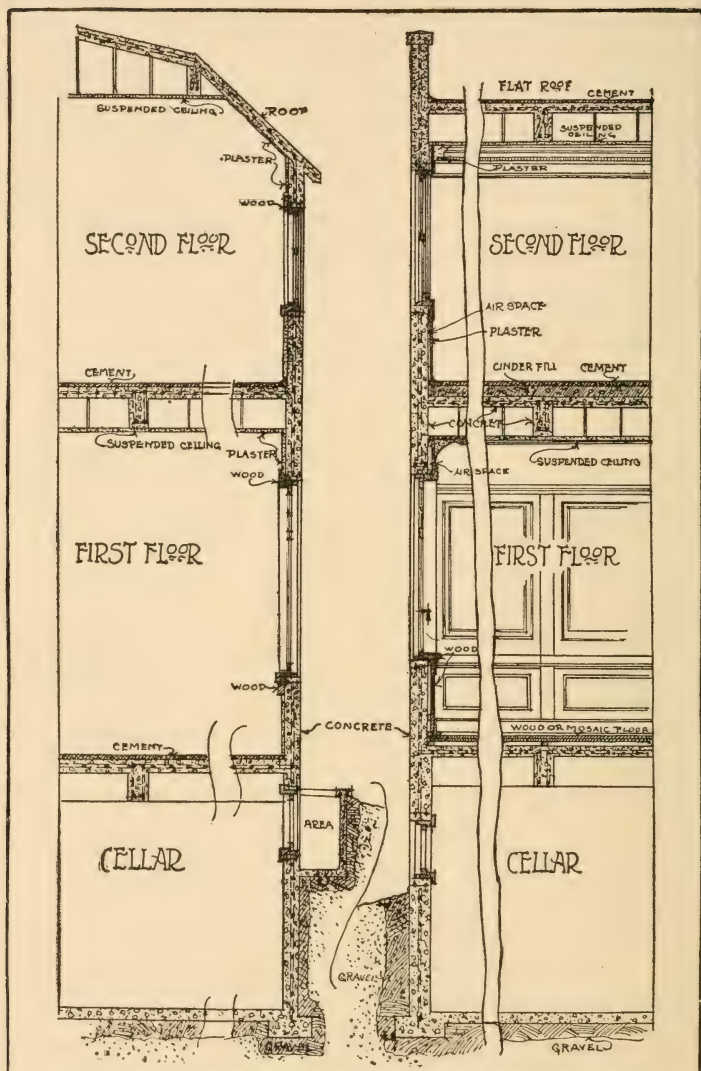 SUSPENDED CEILING
ROOF
PLASTER
WOOD
SECOND FLOOR
CEMENT
SUSPENDED CEILING
PLASTER
WOOD
FIRST FLOOR
WOOD
CEMENT
CONCRETE
AREA
CELLAR
GRAVEL
GRAVEL
FLAT ROOF
CEMENT
SUSPENDED
CEILING
PLASTER
SECOND FLOOR
AIR SPACE
PLASTER
CINDER FILL
CEMENT
CONCRETE
SUSPENDED CEILING
AIR SPACE
FIRST FLOOR
WOOD
WOOD OR MOSAIC FLOOR
CELLAR
GRAVEL